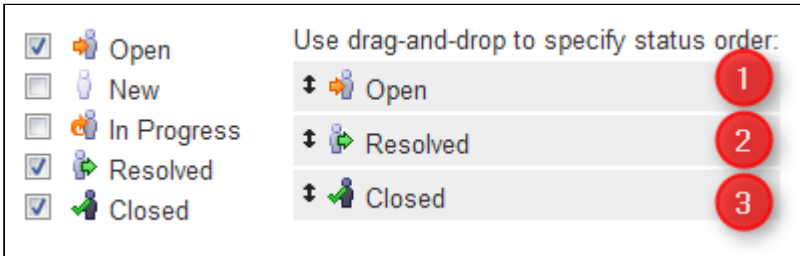 Open
New
In Progress
Resolved
Closed
Use drag-and-drop to specify status order:
Open 1
Resolved 2
Closed 3